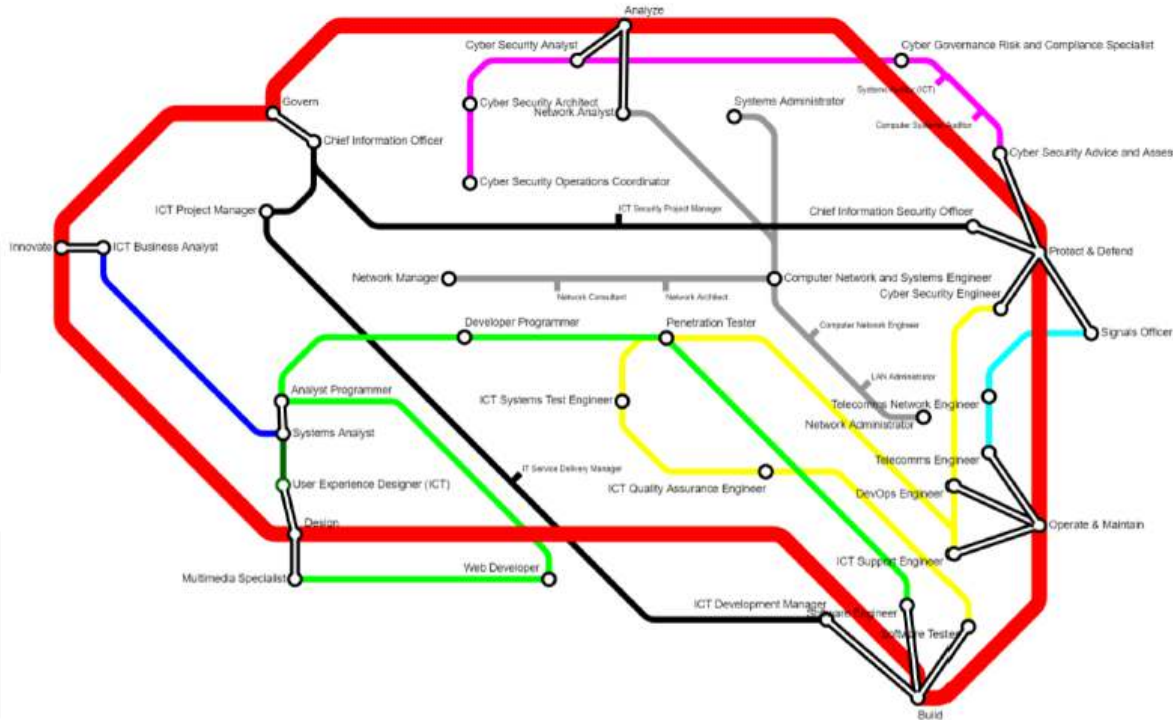 Analyze
Cyber Security Analyst
Cyber Governance Risk and Compliance Specialist
Systems Auditor (ICT)
Govern
Cyber Security Architect
Network Analyst
Systems Administrator
Computer Systems Auditor
Chief Information Officer
Cyber Security Advice and Asses
Cyber Security Operations Coordinator
ICT Project Manager
ICT Security Project Manager
Chief Information Security Officer
Innovate
ICT Business Analyst
Protect & Defend
Network Manager
Computer Network and Systems Engineer
Network Consultant
Network Architect
Cyber Security Engineer
Developer Programmer
Penetration Tester
Computer Network Engineer
Signals Officer
LAN Administrator
Analyst Programmer
ICT Systems Test Engineer
Telecomms Network Engineer
Network Administrator
Systems Analyst
Telecomms Engineer
IT Service Delivery Manager
User Experience Designer (ICT)
ICT Quality Assurance Engineer
DevOps Engineer
Design
Operate & Maintain
ICT Support Engineer
Web Developer
Multimedia Specialist
ICT Development Manager
Software Engineer
Software Tester
Build